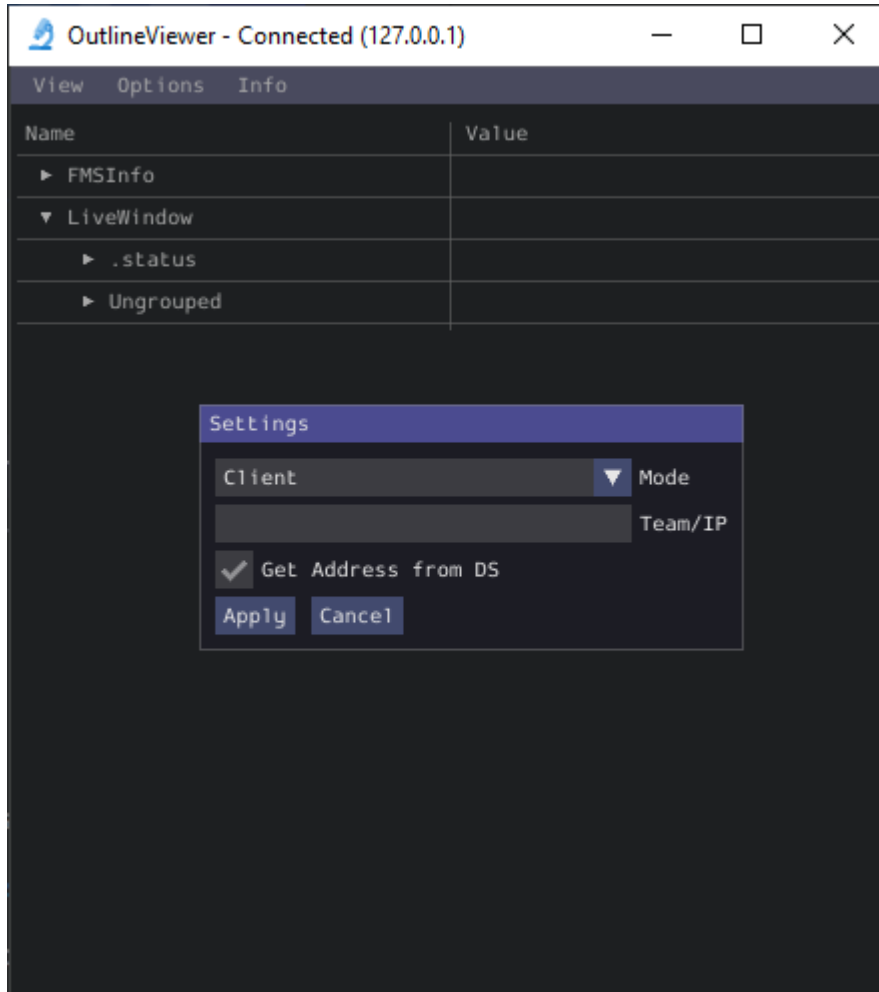 OutlineViewer - Connected (127.0.0.1)
View Options Info
Name Value
FMSInfo
LiveWindow
.status
Ungrouped
Settings
Client Mode
Team/IP
Get Address from DS
Apply Cancel